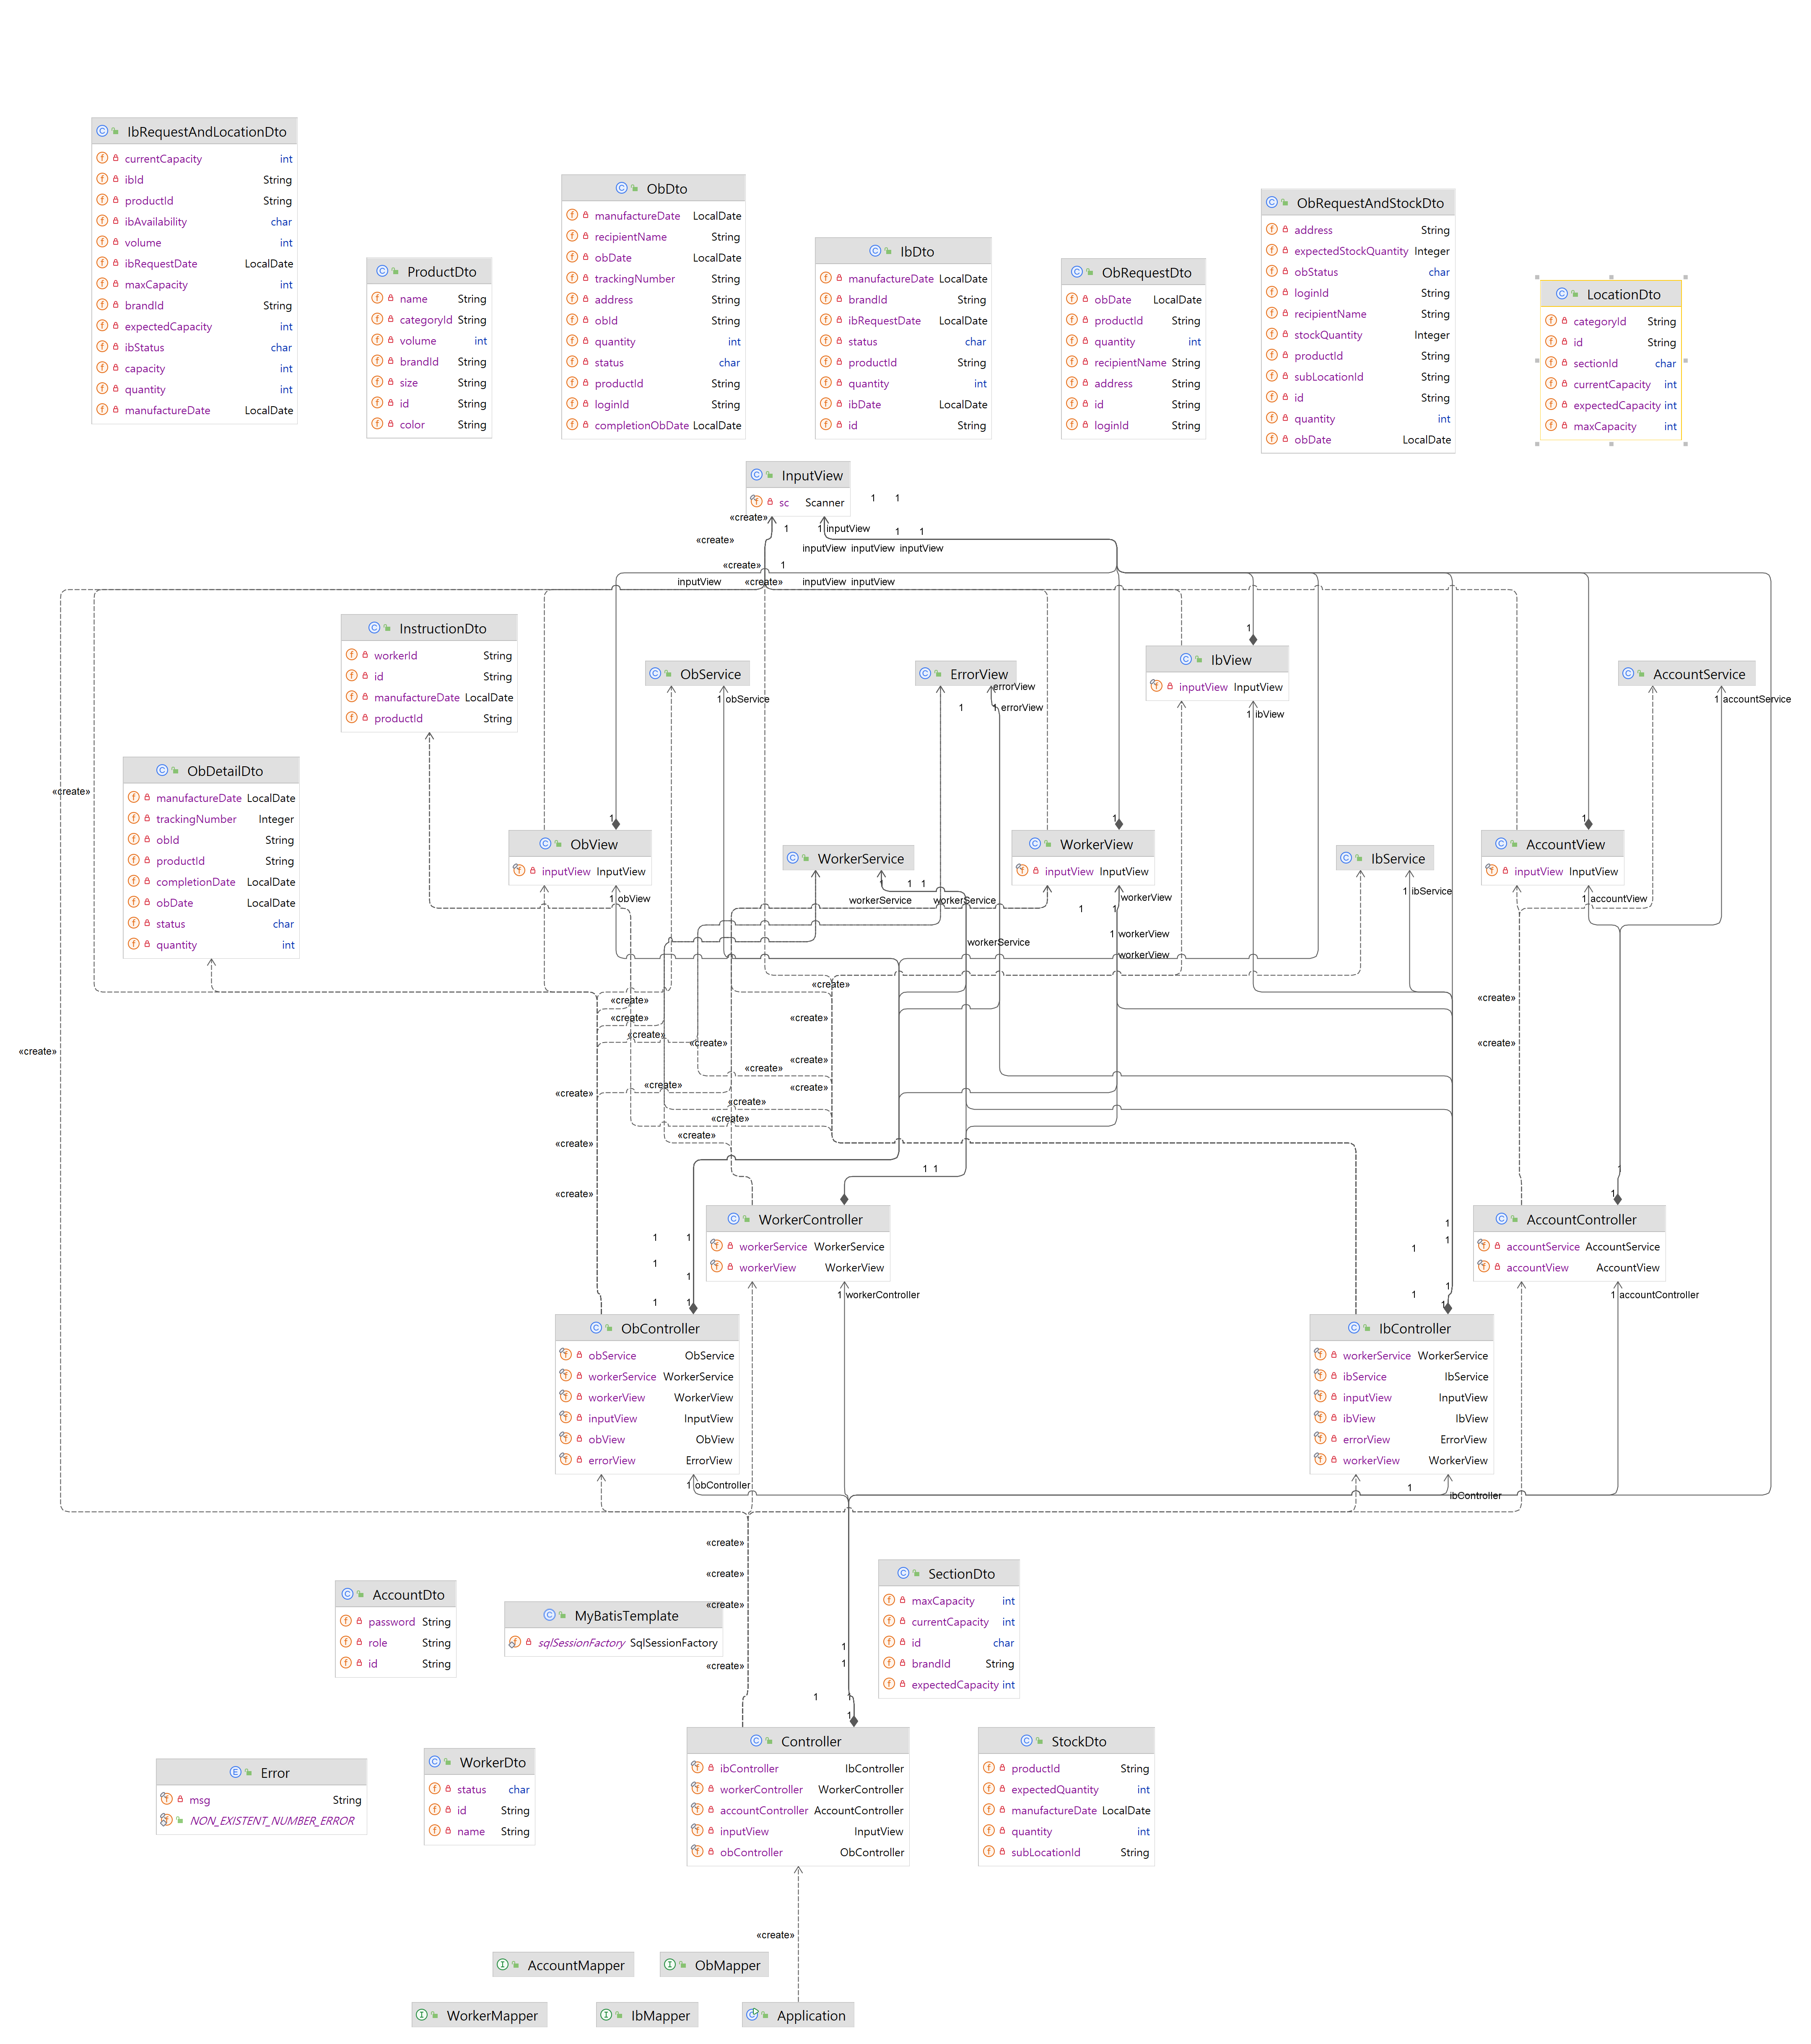 IbRequestAndLocationDto
currentCapacity int
ibId String
productId String
ibAvailability char
volume int
ibRequestDate LocalDate
maxCapacity int
brandId String
expectedCapacity int
ibStatus char
capacity int
quantity int
manufactureDate LocalDate
ProductDto
name String
categoryId String
volume int
brandId String
size String
id String
color String
ObDto
manufactureDate LocalDate
recipientName String
obDate LocalDate
trackingNumber String
address String
obId String
quantity int
status char
productId String
loginId String
completionObDate LocalDate
IbDto
manufactureDate LocalDate
brandId String
ibRequestDate LocalDate
status char
productId String
quantity int
ibDate LocalDate
id String
ObRequestDto
obDate LocalDate
productId String
quantity int
recipientName String
address String
id String
loginId String
ObRequestAndStockDto
address String
expectedStockQuantity Integer
obStatus char
loginId String
recipientName String
stockQuantity Integer
productId String
subLocationId String
id String
quantity int
obDate LocalDate
LocationDto
categoryId String
id String
sectionId char
currentCapacity int
expectedCapacity int
maxCapacity int
InputView
sc Scanner
1 1
«create»
1 1 inputView 1 1
«create» inputView inputView inputView
«create» 1
inputView «create» inputView inputView
InstructionDto
workerId String
id String
manufactureDate LocalDate
productId String
ObService
1 obService
ErrorView
errorView
1 1 errorView
1
IbView
inputView InputView
1 ibView
AccountService
1 accountService
ObDetailDto
manufactureDate LocalDate
trackingNumber Integer
obId String
productId String
completionDate LocalDate
obDate LocalDate
status char
quantity int
«create»
1
ObView
inputView InputView
1 obView
WorkerService
1 1 1
workerService workerService
workerService
1
WorkerView
inputView InputView
workerView
1 1
1 workerView
workerView
IbService
1 ibService
1
AccountView
inputView InputView
1 accountView
«create»
«create» «create»
«create» «create»
«create» «create» «create»
«create» «create»
«create»
«create» «create»
«create» «create»
«create»
«create»
«create» «create»
«create»
1 1
1
1
WorkerController
workerService WorkerService
workerView WorkerView
1 workerController
AccountController
accountService AccountService
accountView AccountView
1 accountController
1 1
1
1
1 1
ObController
obService ObService
workerService WorkerService
workerView WorkerView
inputView InputView
obView ObView
errorView ErrorView
1 obController
1
1
1
1
1
1
IbController
workerService WorkerService
ibService IbService
inputView InputView
ibView IbView
errorView ErrorView
workerView WorkerView
1
ibController
«create»
«create»
«create»
«create»
AccountDto
password String
role String
id String
MyBatisTemplate
sqlSessionFactory SqlSessionFactory
SectionDto
maxCapacity int
currentCapacity int
id char
brandId String
expectedCapacity int
1
1
1 1
1
Error
msg String
NON_EXISTENT_NUMBER_ERROR
WorkerDto
status char
id String
name String
Controller
ibController IbController
workerController WorkerController
accountController AccountController
inputView InputView
obController ObController
StockDto
productId String
expectedQuantity int
manufactureDate LocalDate
quantity int
subLocationId String
«create»
AccountMapper
ObMapper
WorkerMapper
IbMapper
Application